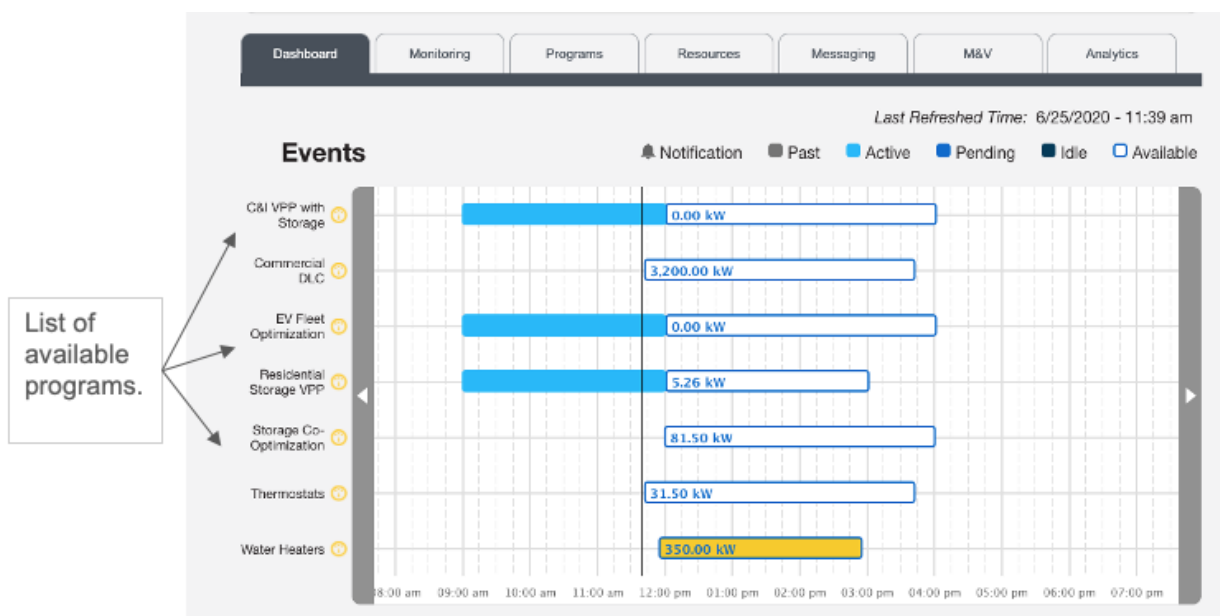 Dashboard
Monitoring
Programs
Resources
Messaging
M&V
Analytics
Last Refreshed Time: 6/25/2020 - 11:39 am
Events
Notification
Past
Active
Pending
Idle
Available
C&I VPP with
Storage
0.00 kW
Commercial
DLC
3,200.00 kW
List of
available
programs.
EV Fleet
Optimization
0.00 kW
Residential
Storage VPP
5.26 kW
Storage Co-
Optimization
81.50 kW
Thermostats
31.50 kW
Water Heaters
350.00 kW
08:00 am
09:00 am
10:00 am
11:00 am
12:00 pm
01:00 pm
02:00 pm
03:00 pm
04:00 pm
05:00 pm
06:00 pm
07:00 pm